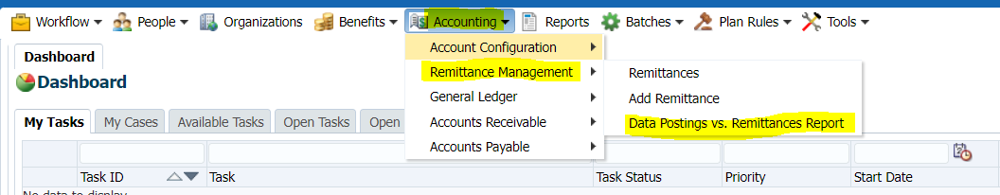 Workflow People Organizations Benefits Accounting Reports Batches Plan Rules Tools
Dashboard
Account Configuration
Dashboard
Remittance Management
Remittances
General Ledger
Add Remittance
My Tasks My Cases Available Tasks Open Tasks Open
Accounts Receivable
Data Postings vs. Remittances Report
Accounts Payable
Task ID Task Task Status Priority Start Date
No data to display